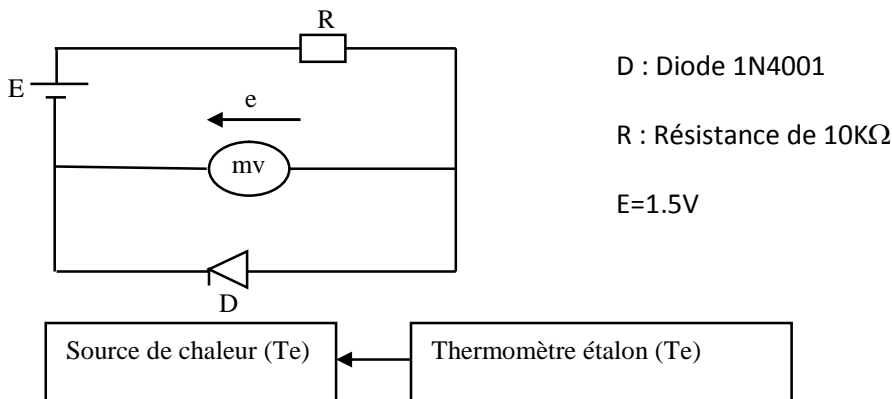 R
D : Diode 1N4001
E
e
R : Résistance de 10KΩ
mv
E=1.5V
D
Source de chaleur (Te)
Thermomètre étalon (Te)